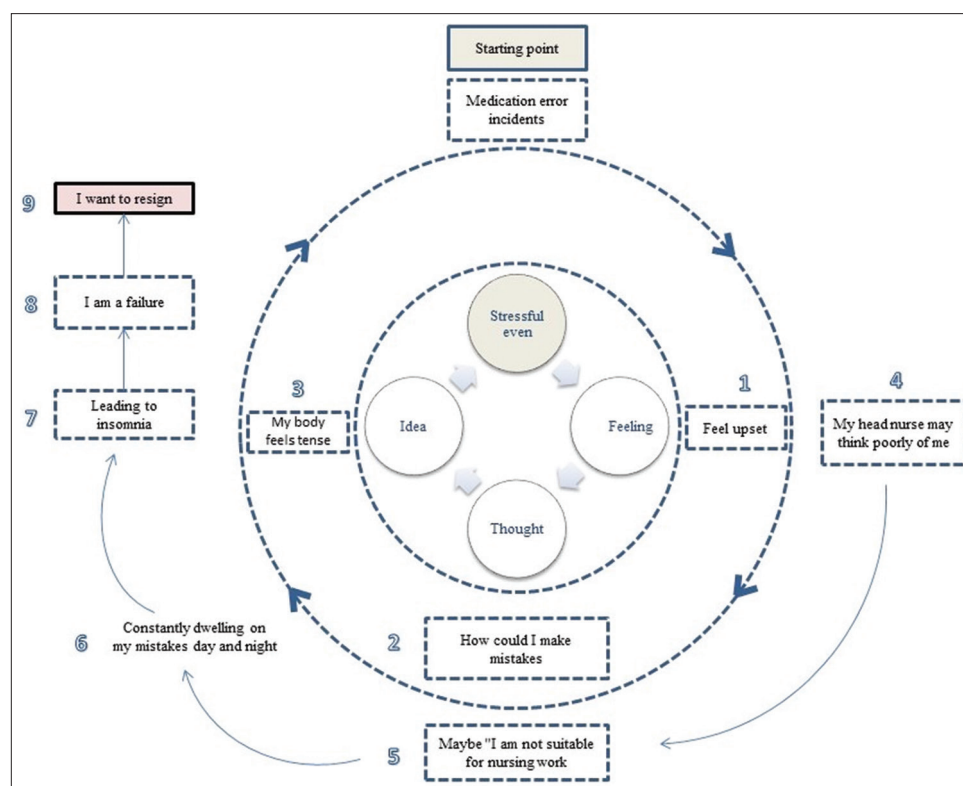 Starting point
Medication error
incidents
9
I want to resign
8
I am a failure
7
Leading to
insomnia
Stressful
even
3
My body
feels tense
Idea
Feeling
1
Feel upset
4
My head nurse may
think poorly of me
Thought
6
Constantly dwelling on
my mistakes day and night
2
How could I make
mistakes
5
Maybe "I am not suitable
for nursing work